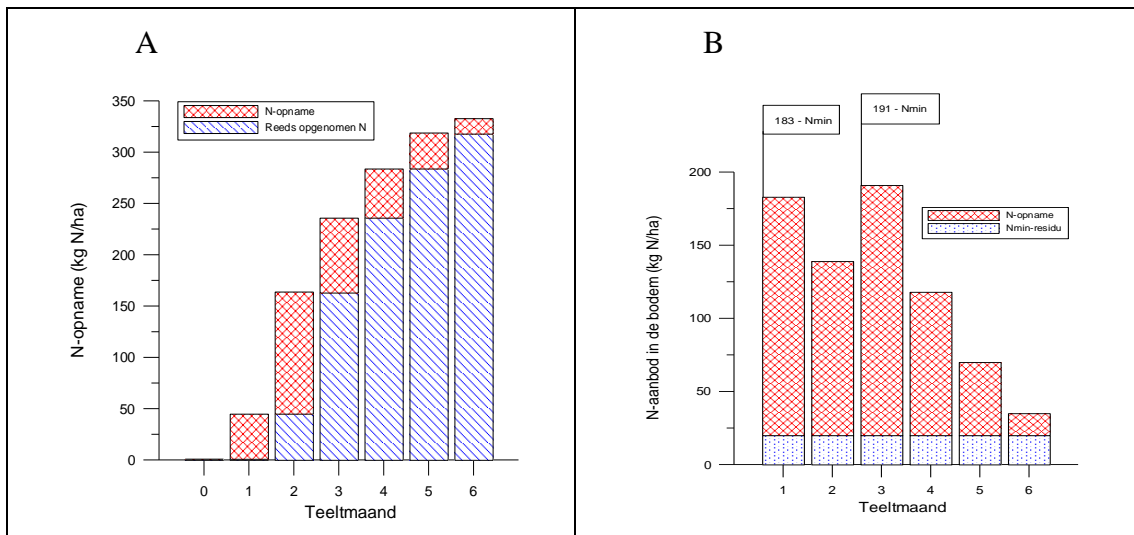 A
N-opname
Reeds opgenomen N
350
300
250
200
150
100
50
0
N-opname (kg N/ha)
0 1 2 3 4 5 6
Teeltmaand
B
183 - Nmin
191 - Nmin
N-opname
Nmin-residu
200
150
100
50
0
N-aanbod in de bodem (kg N/ha)
1 2 3 4 5 6
Teeltmaand